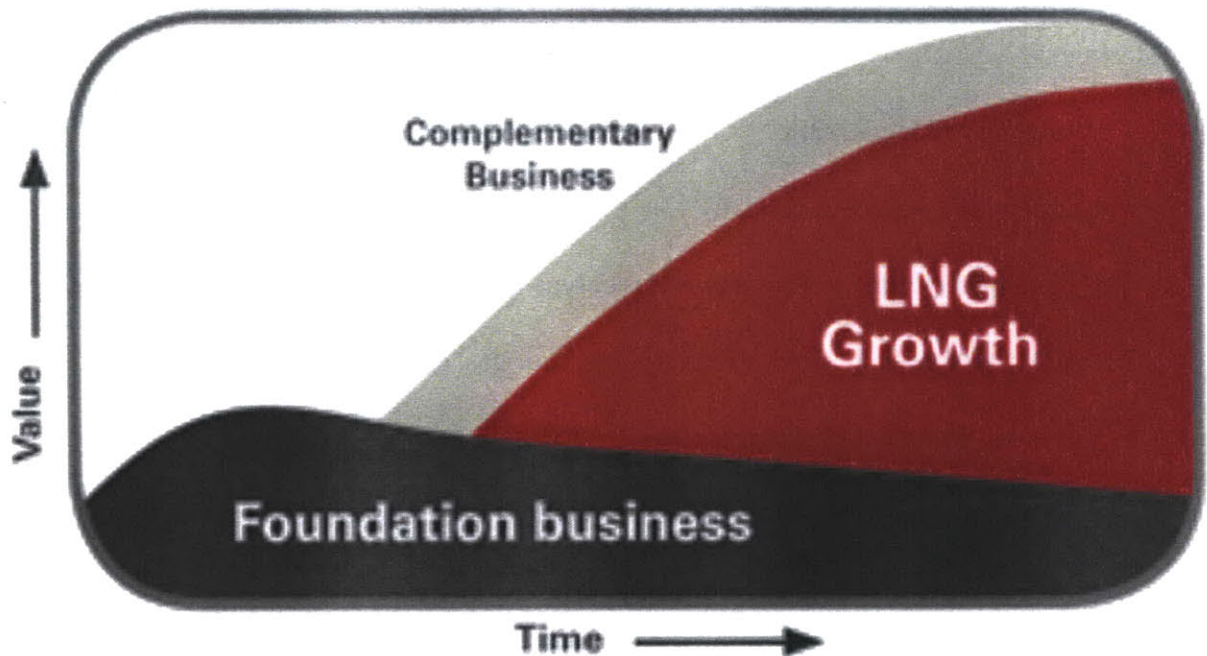 Complementary
Business
LNG
Growth
Value
Foundation business
Time